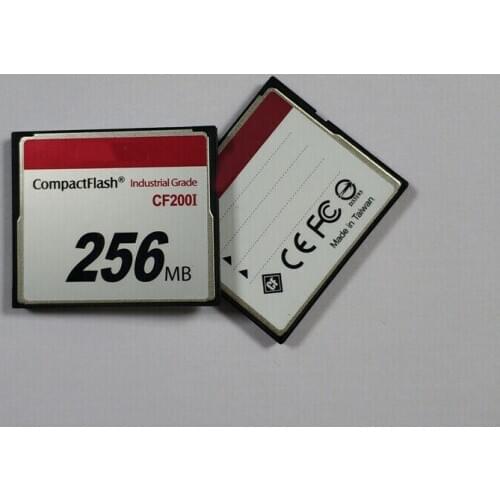 CompactFlash® Industrial Grade
CF200I
256MB
CE FC
Made in Taiwan